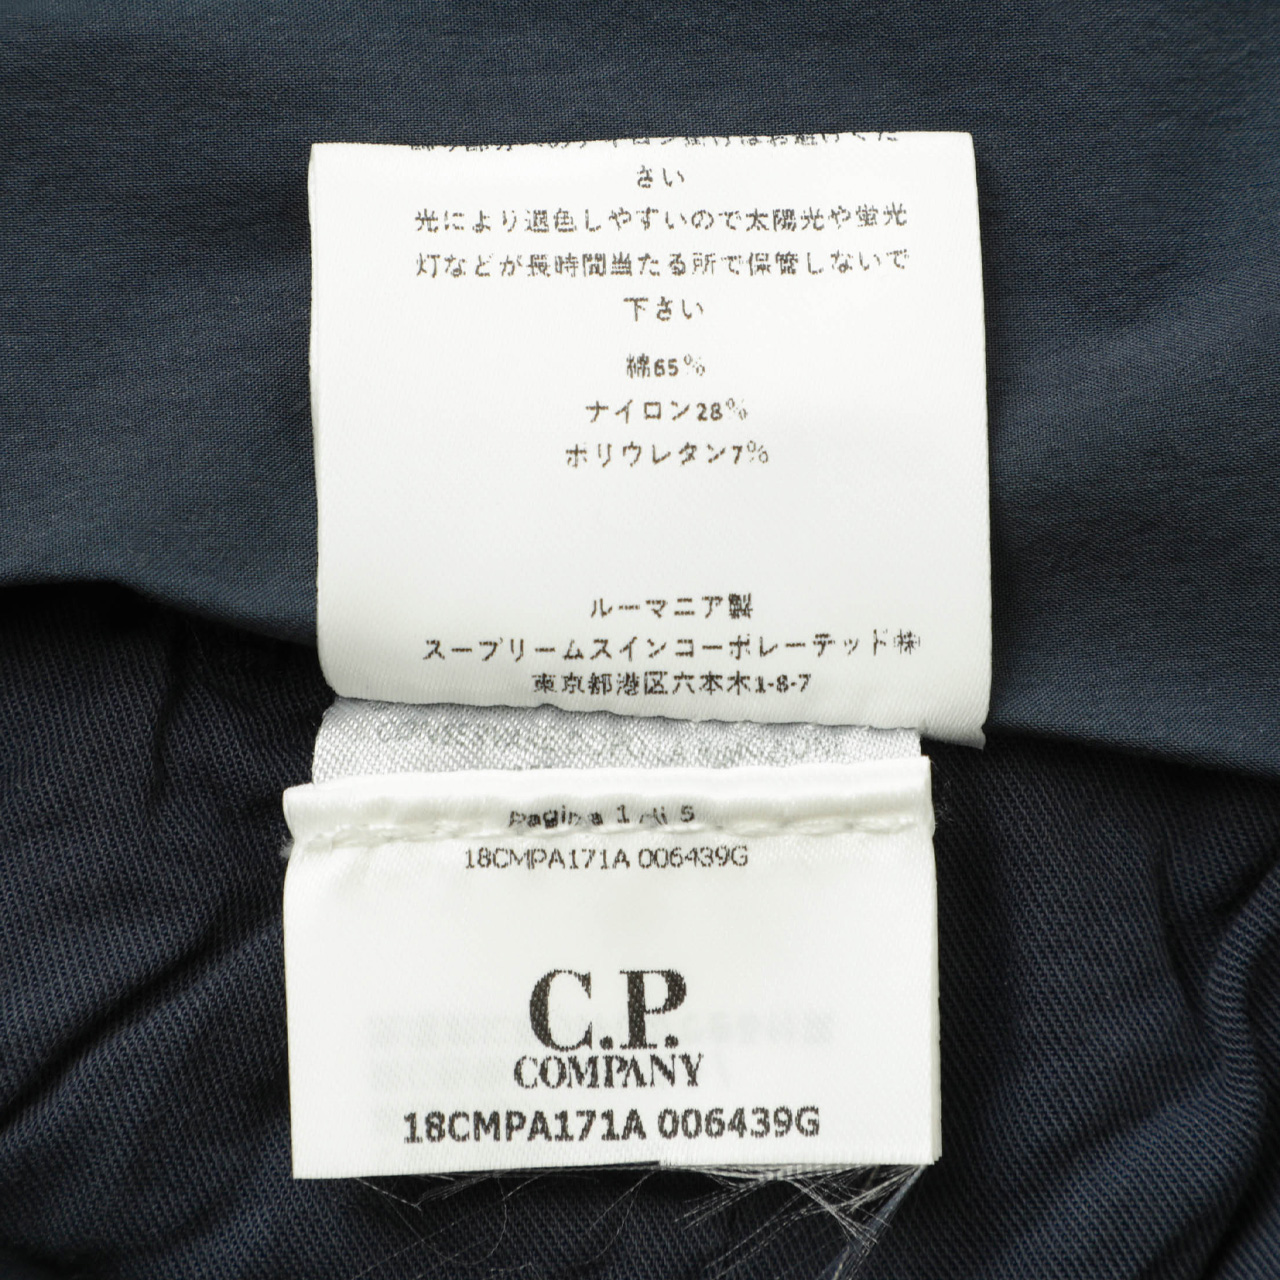 さい
光により退色しやすいので太陽光や蛍光
灯などが長時間当たる所で保管しないで
下さい
綿65%
ナイロン28%
ポリウレタン7%
ルーマニア製
スープリームスインコーポレーテッド㈱
東京都港区六本木1-8-7
Pagina 1 di 5
18CMPA171A 006439G
C.P.
COMPANY
18CMPA171A 006439G